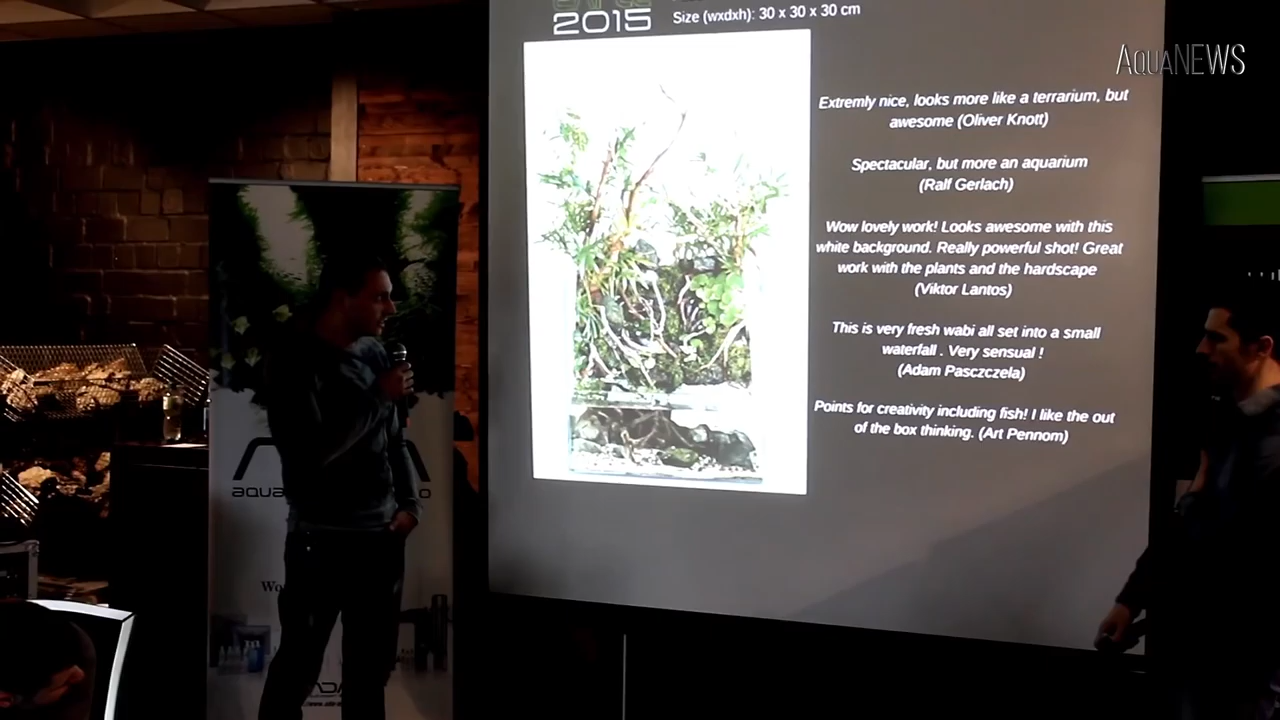 2015
Size (wxdxh): 30 x 30 x 30 cm
AQUANEWS
Extremly nice, looks more like a terrarium, but
awesome (Oliver Knott)
Spectacular, but more an aquarium
(Ralf Gerlach)
Wow lovely work! Looks awesome with this
white background. Really powerful shot! Great
work with the plants and the hardscape
(Viktor Lantos)
This is very fresh wabi all set into a small
waterfall . Very sensual !
(Adam Pasczczela)
Points for creativity including fish! I like the out
of the box thinking. (Art Pennom)